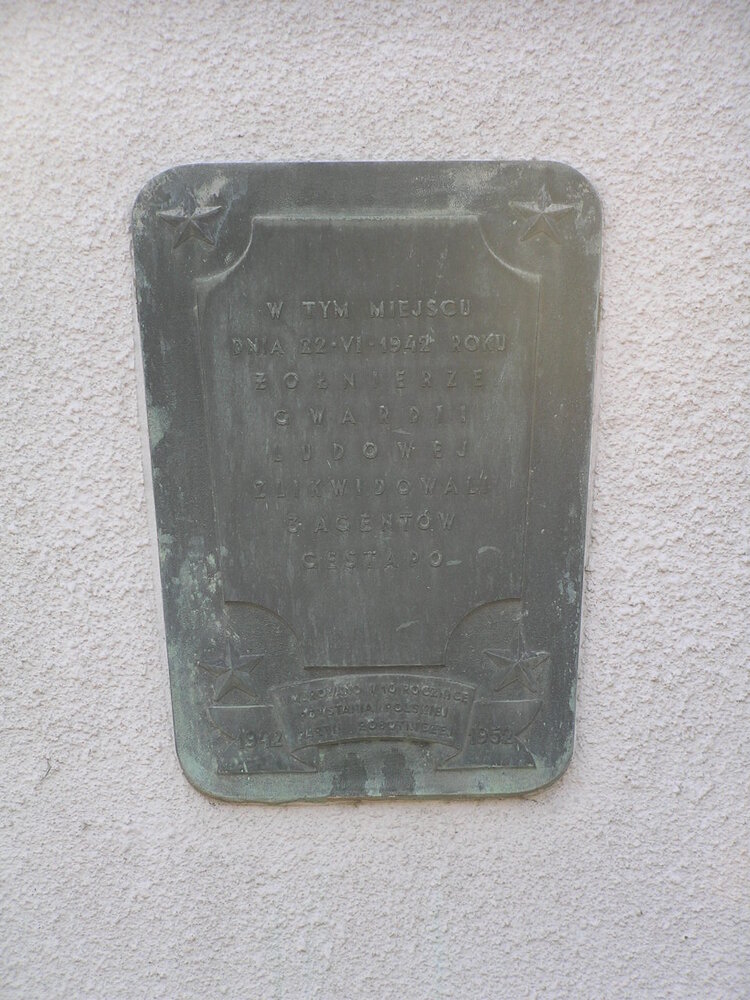 W TYM MIEJSCU
DNIA 22·VI·1942 ROKU
ŻOŁNIERZE
GWARDII
LUDOWEJ
ZLIKWIDOWALI
3 AGENTÓW
GESTAPO
W 10 ROCZNICĘ
POWSTANIA POLSKIEJ
PARTII ROBOTNICZEJ
1942 1952